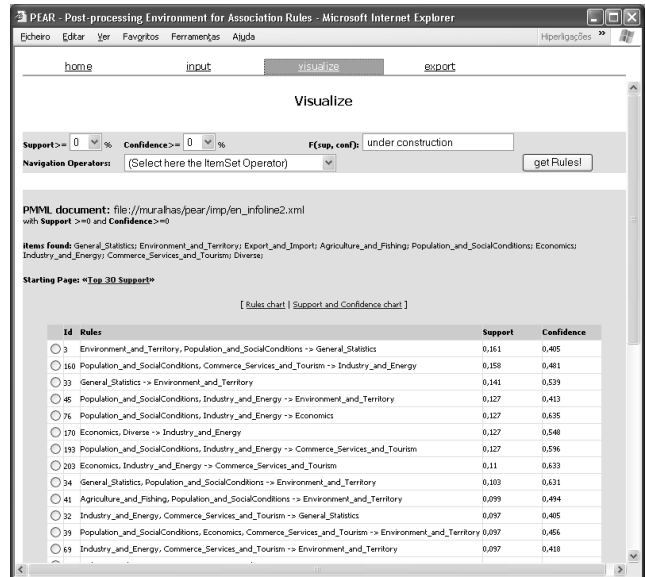 PEAR - Post-processing Environment for Association Rules - Microsoft Internet Explorer
Ficheiro Editar Ver Favoritos Ferramentas Ajuda Hiperligações »
home input visualize export
Visualize
Support>= 0 % Confidence>= 0 % F(sup, conf): under construction
Navigation Operators: (Select here the ItemSet Operator) get Rules!
PMML document: file://muralhas/pear/imp/en_infoline2.xml
with Support >=0 and Confidence>=0
items found: General_Statistics; Environment_and_Territory; Export_and_Import; Agriculture_and_Fishing; Population_and_SocialConditions; Economics;
Industry_and_Energy; Commerce_Services_and_Tourism; Diverse;
Starting Page: «Top 30 Support»
[ Rules chart | Support and Confidence chart ]
Id Rules Support Confidence
3 Environment_and_Territory, Population_and_SocialConditions -> General_Statistics 0,161 0,405
160 Population_and_SocialConditions, Commerce_Services_and_Tourism -> Industry_and_Energy 0,158 0,481
33 General_Statistics -> Environment_and_Territory 0,141 0,539
45 Population_and_SocialConditions, Industry_and_Energy -> Environment_and_Territory 0,127 0,413
76 Population_and_SocialConditions, Industry_and_Energy -> Economics 0,127 0,635
170 Economics, Diverse -> Industry_and_Energy 0,127 0,548
193 Population_and_SocialConditions, Industry_and_Energy -> Commerce_Services_and_Tourism 0,127 0,596
203 Economics, Industry_and_Energy -> Commerce_Services_and_Tourism 0,11 0,633
34 General_Statistics, Population_and_SocialConditions -> Environment_and_Territory 0,103 0,631
41 Agriculture_and_Fishing, Population_and_SocialConditions -> Environment_and_Territory 0,099 0,494
32 Industry_and_Energy, Commerce_Services_and_Tourism -> General_Statistics 0,097 0,405
39 Population_and_SocialConditions, Economics, Commerce_Services_and_Tourism -> Environment_and_Territory 0,097 0,456
69 Industry_and_Energy, Commerce_Services_and_Tourism -> Environment_and_Territory 0,097 0,418